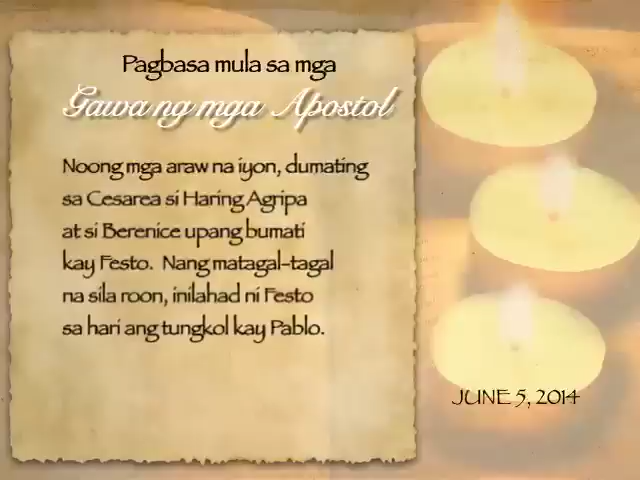 Pagbasa mula sa mga
Gawa ng mga Apostol
Noong mga araw na iyon, dumating
sa Cesarea si Haring Agripa
at si Berenice upang bumati
kay Festo. Nang matagal-tagal
na sila roon, inilahad ni Festo
sa hari ang tungkol kay Pablo.
JUNE 5, 2014